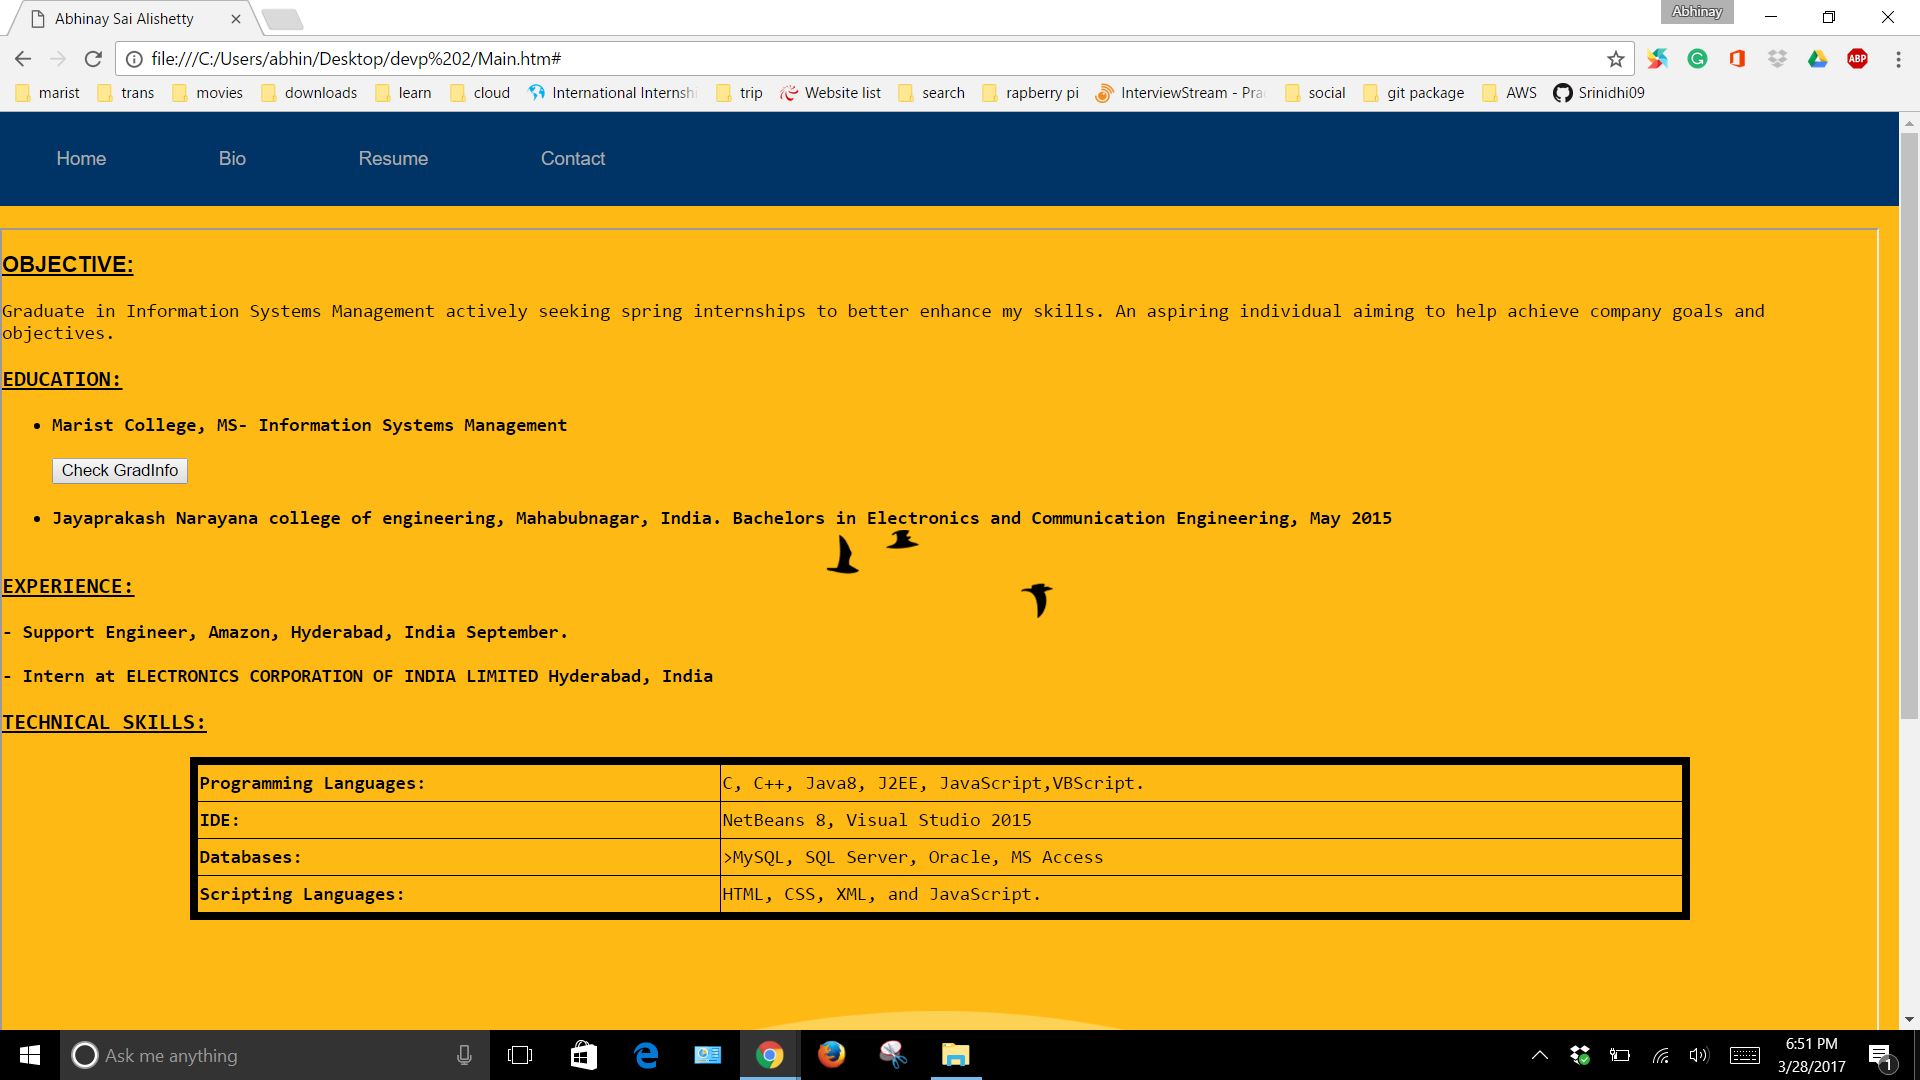 Abhinay Sai Alishetty
Abhinay
file:///C:/Users/abhin/Desktop/devp%202/Main.htm#
ABP
marist trans movies downloads learn cloud International Internshi trip Website list search rapberry pi InterviewStream - Pra social git package AWS Srinidhi09
Home Bio Resume Contact
OBJECTIVE:
Graduate in Information Systems Management actively seeking spring internships to better enhance my skills. An aspiring individual aiming to help achieve company goals and
objectives.
EDUCATION:
• Marist College, MS- Information Systems Management
Check GradInfo
• Jayaprakash Narayana college of engineering, Mahabubnagar, India. Bachelors in Electronics and Communication Engineering, May 2015
EXPERIENCE:
- Support Engineer, Amazon, Hyderabad, India September.
- Intern at ELECTRONICS CORPORATION OF INDIA LIMITED Hyderabad, India
TECHNICAL SKILLS:
Programming Languages: C, C++, Java8, J2EE, JavaScript,VBScript.
IDE: NetBeans 8, Visual Studio 2015
Databases: >MySQL, SQL Server, Oracle, MS Access
Scripting Languages: HTML, CSS, XML, and JavaScript.
Ask me anything
6:51 PM
3/28/2017
1